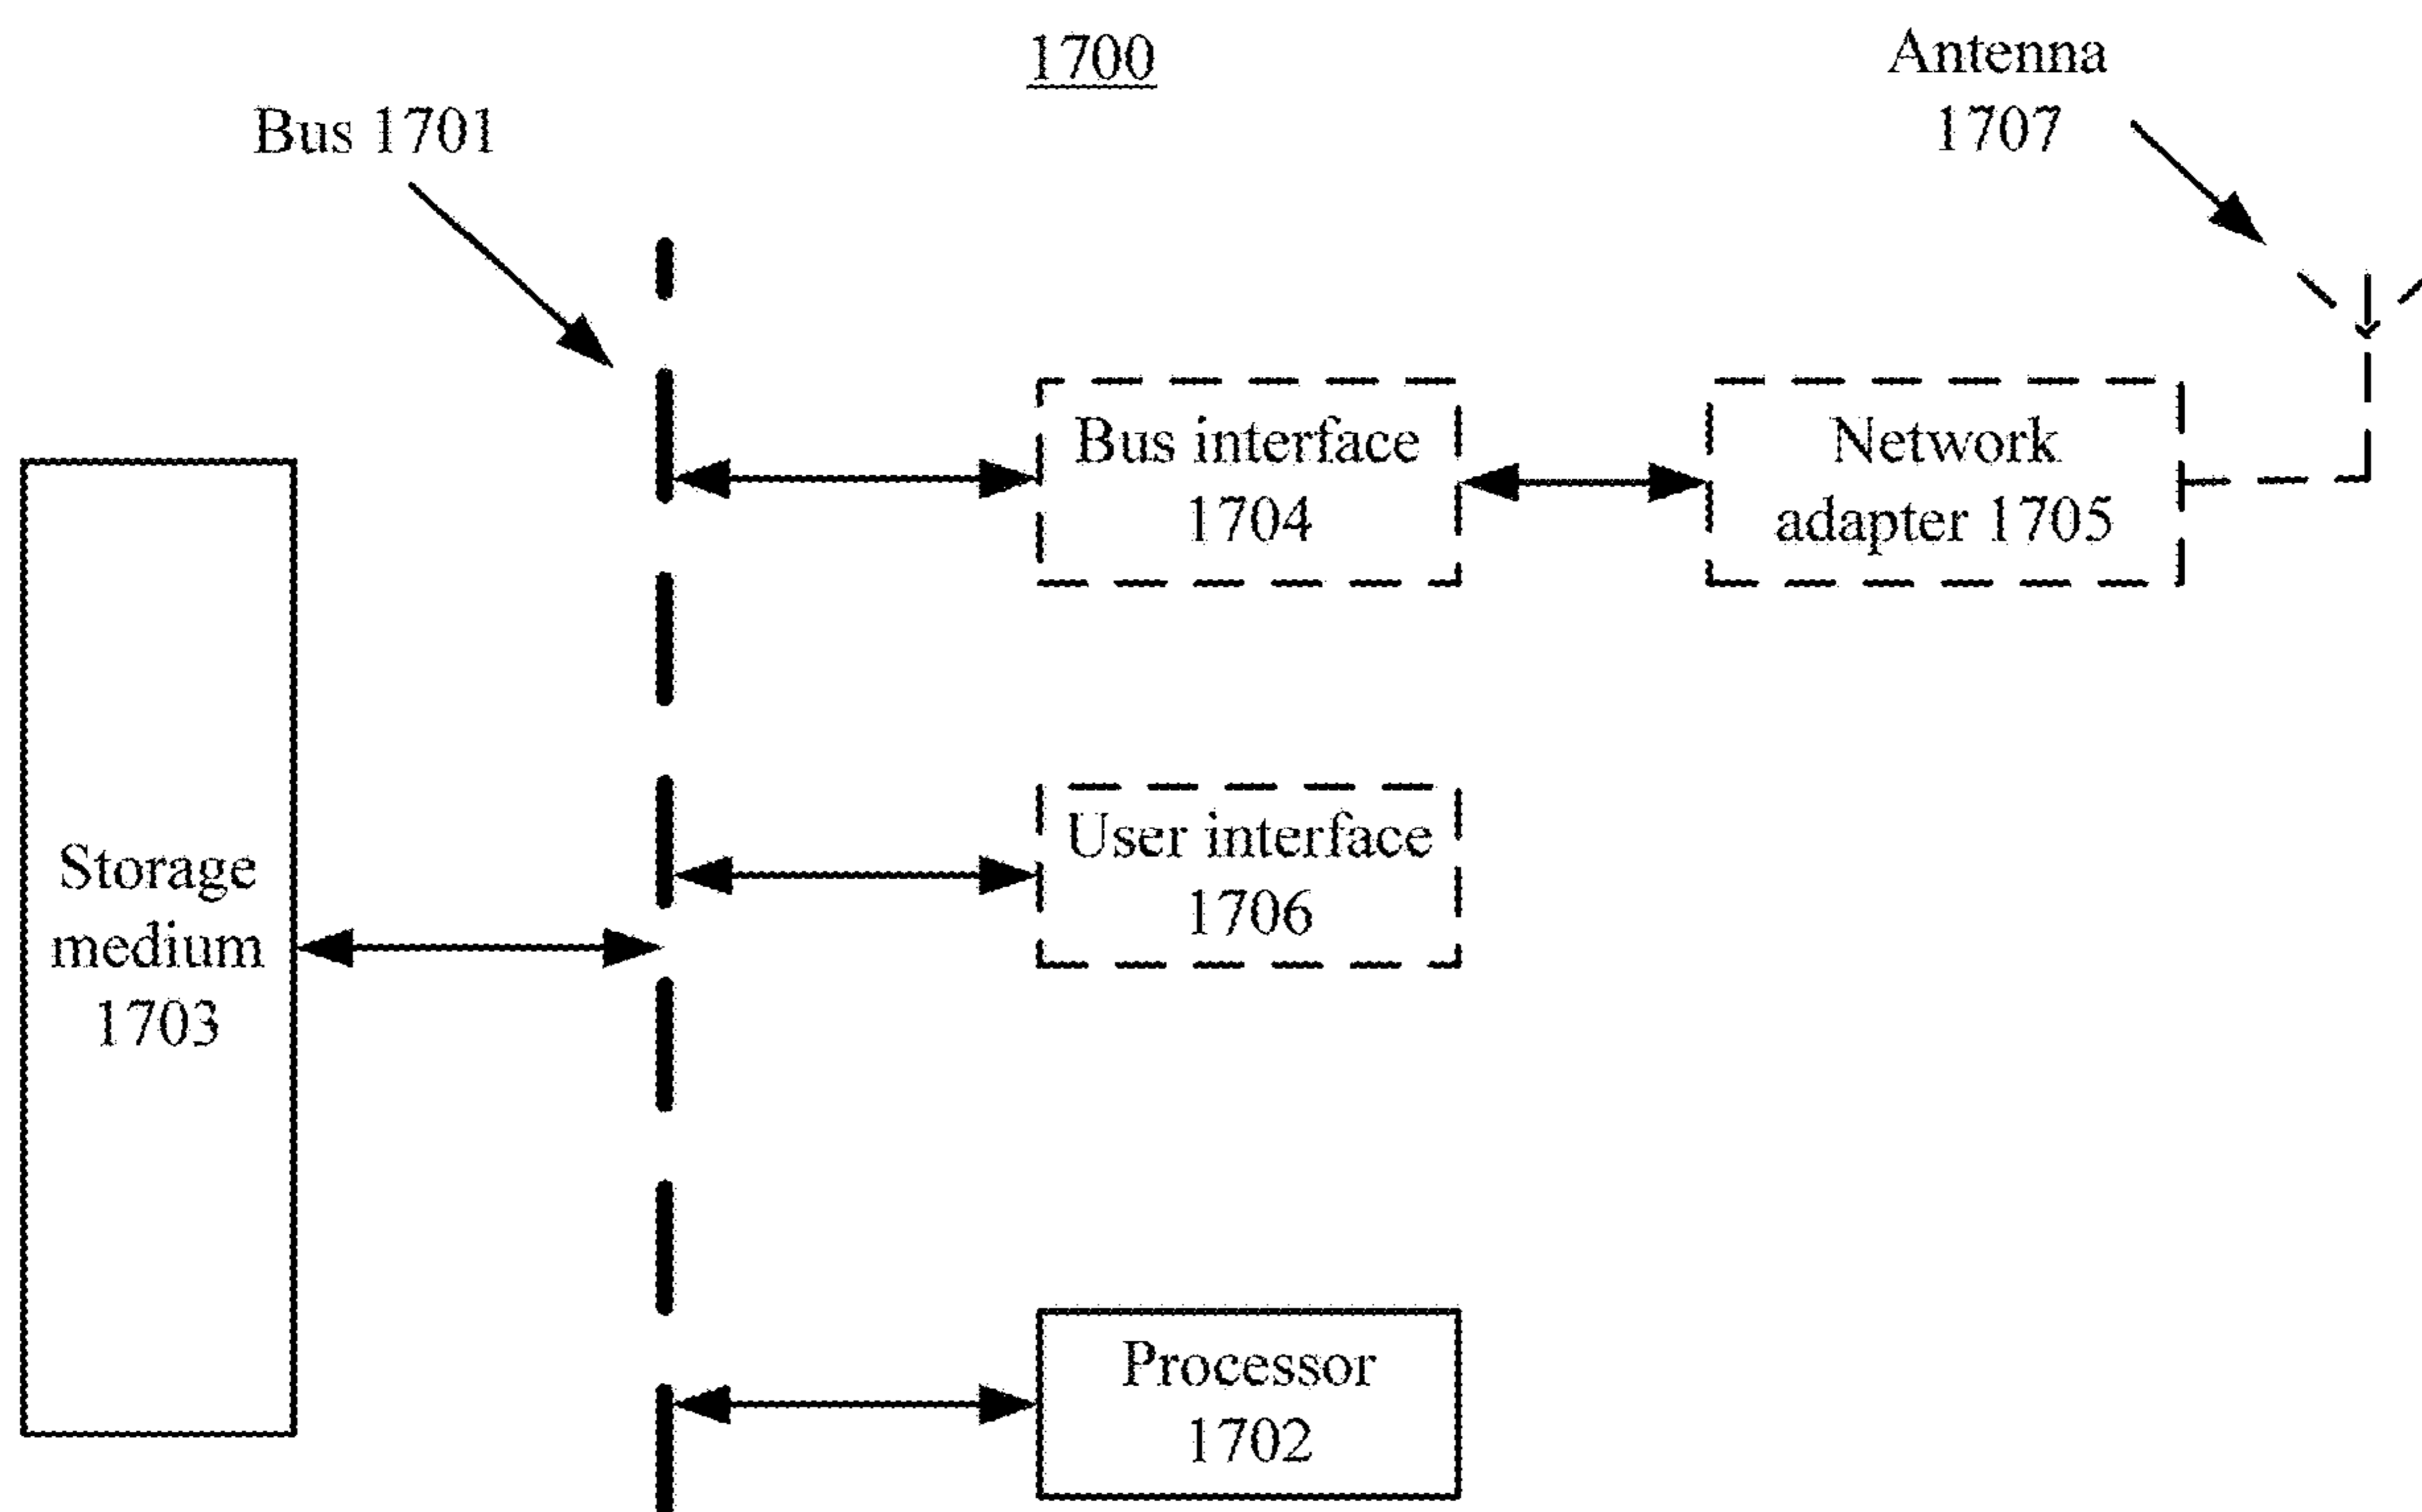 1700
Antenna
1707
Bus 1701
Bus interface
1704
Network
adapter 1705
User interface
1706
Storage
medium
1703
Processor
1702